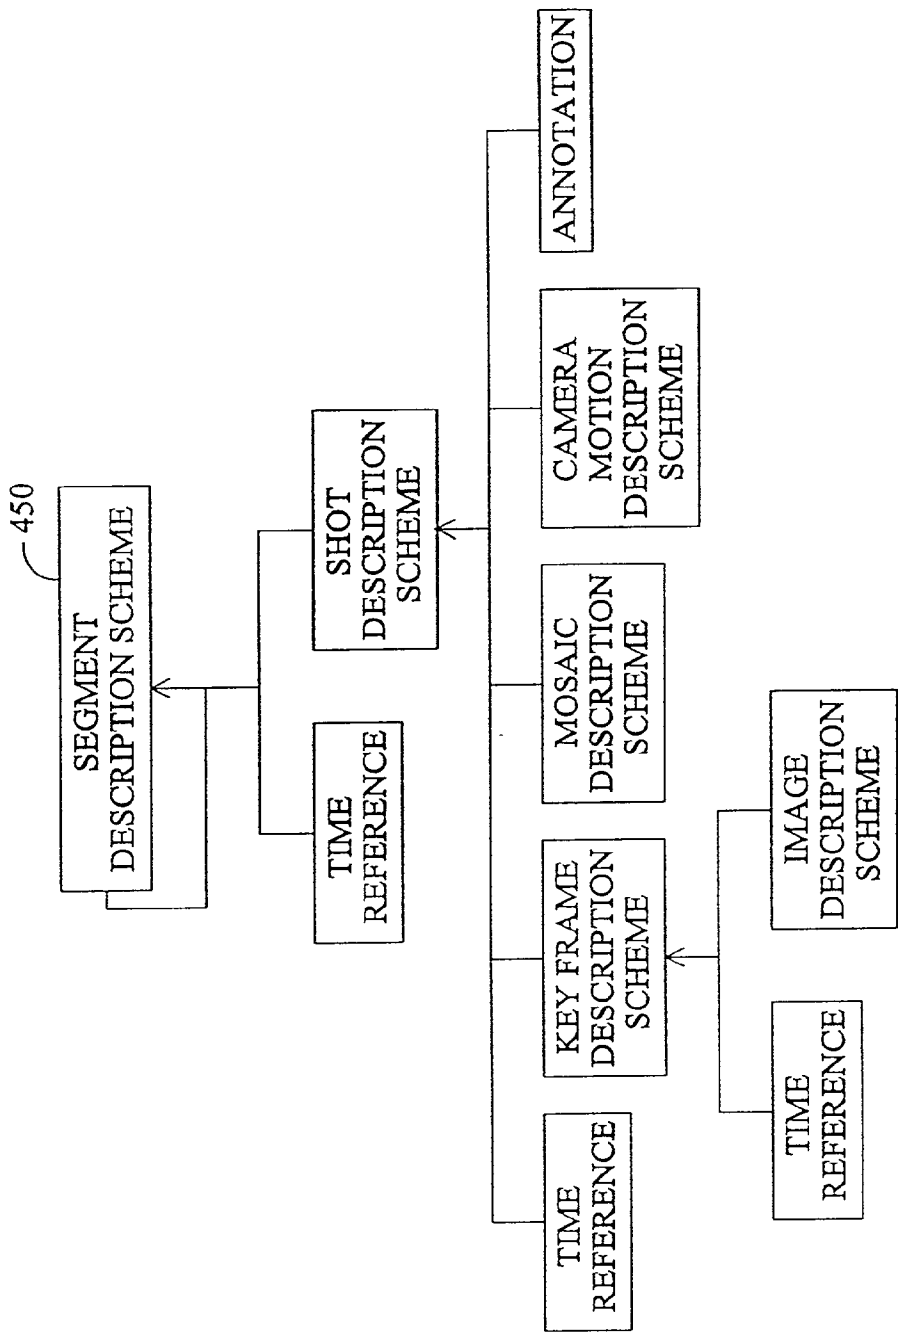 450
SEGMENT
DESCRIPTION SCHEME
TIME
REFERENCE
SHOT
DESCRIPTION
SCHEME
TIME
REFERENCE
KEY FRAME
DESCRIPTION
SCHEME
MOSAIC
DESCRIPTION
SCHEME
CAMERA
MOTION
DESCRIPTION
SCHEME
ANNOTATION
TIME
REFERENCE
IMAGE
DESCRIPTION
SCHEME